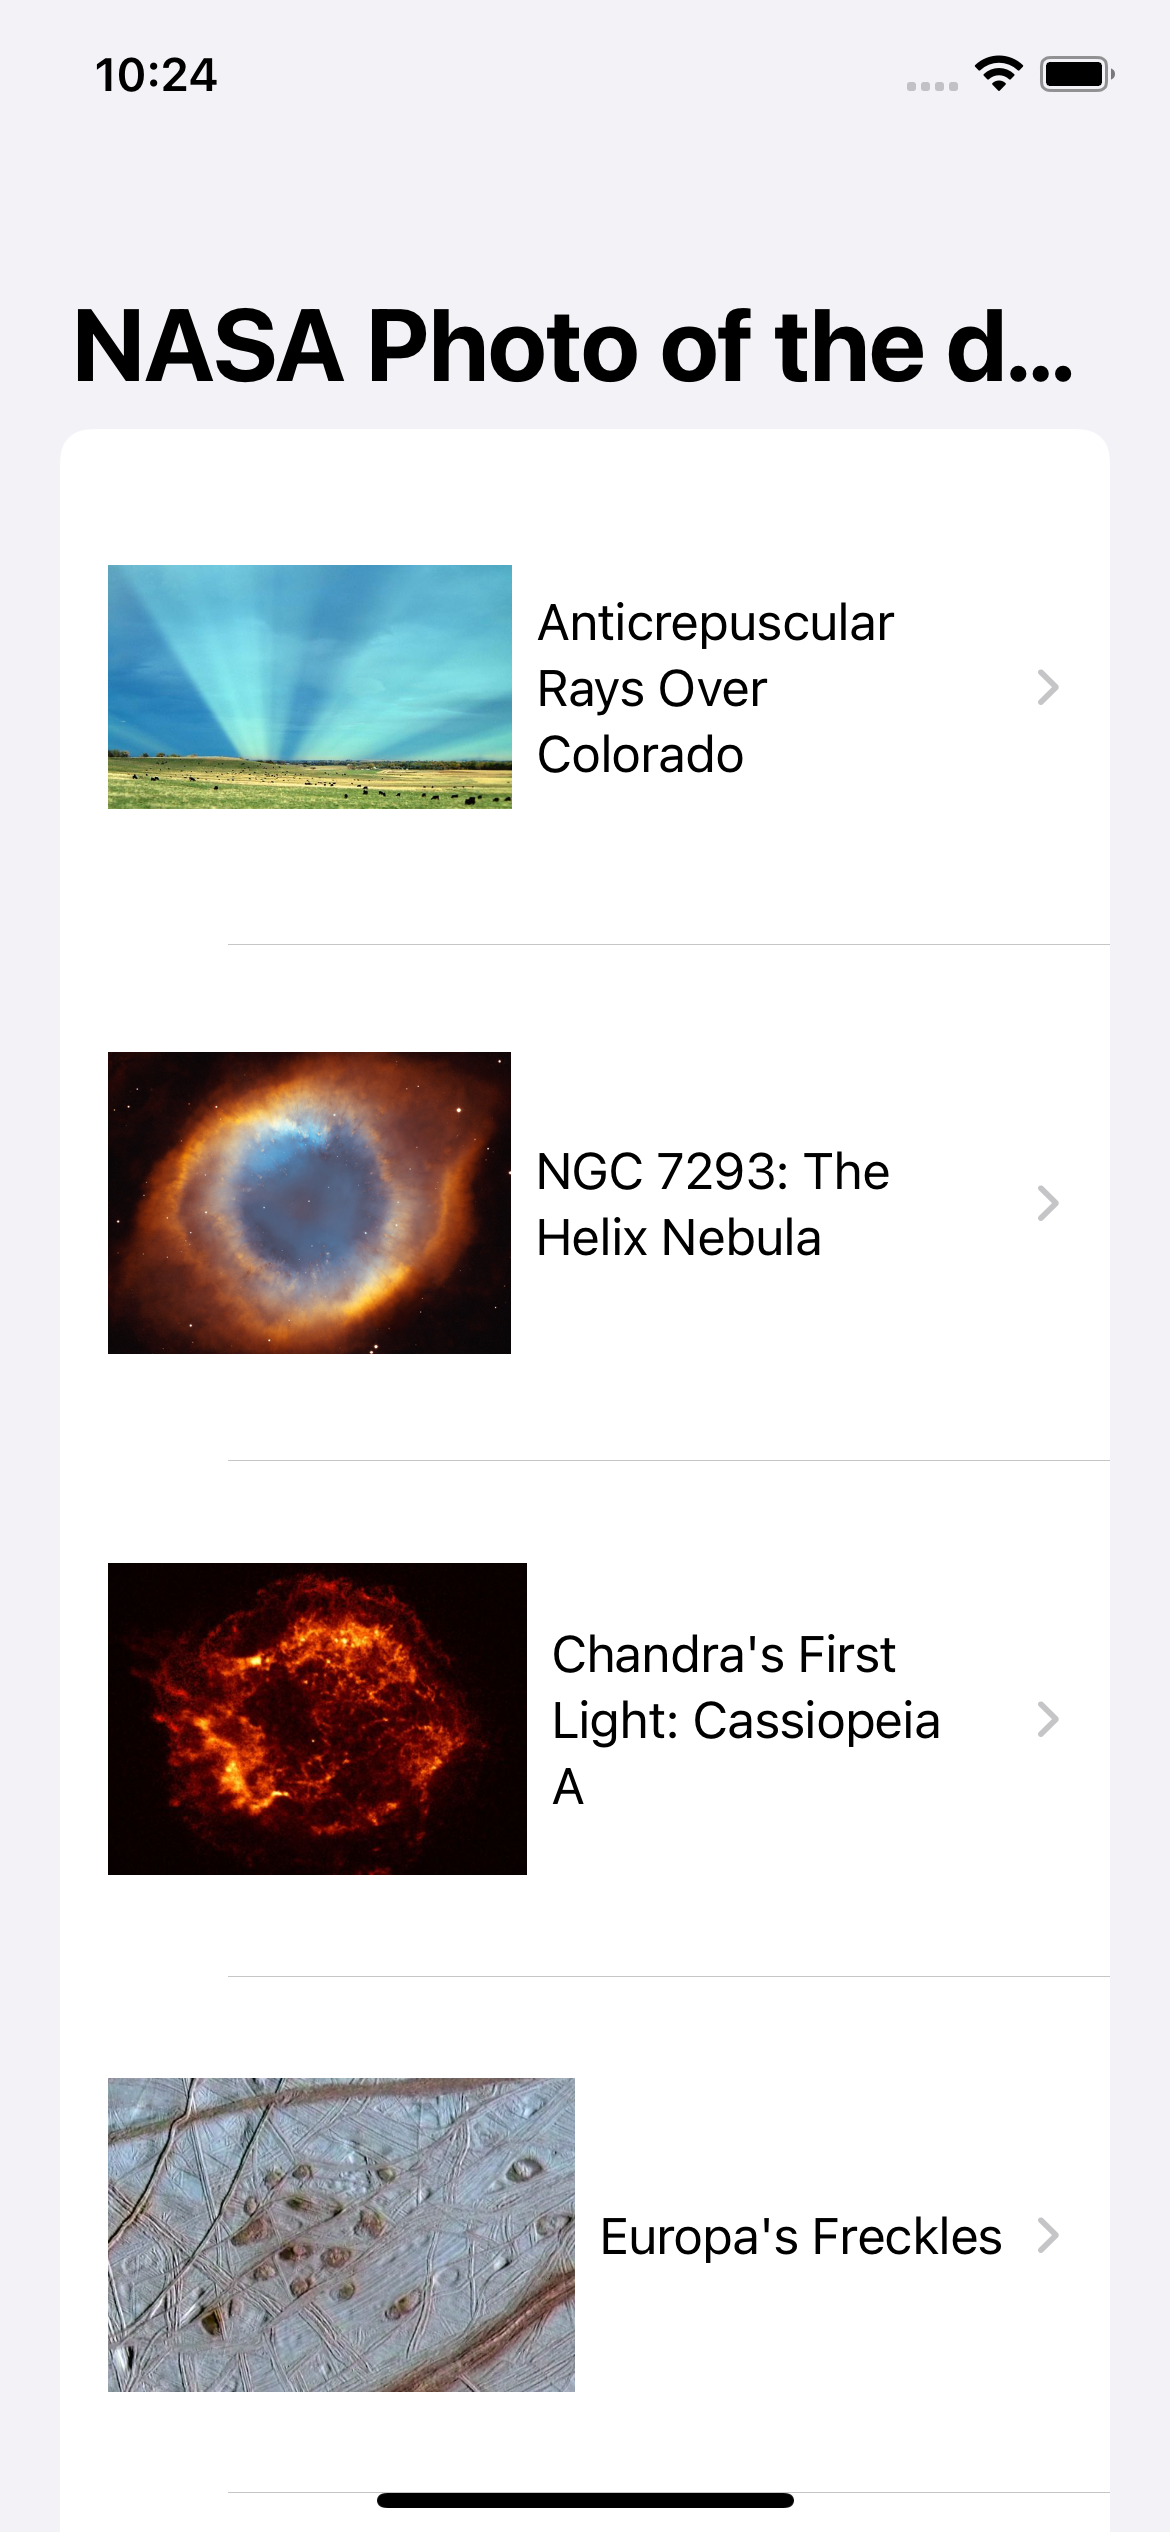 10:24
NASA Photo of the d...
Anticrepuscular
Rays Over
Colorado
NGC 7293: The
Helix Nebula
Chandra's First
Light: Cassiopeia
A
Europa's Freckles